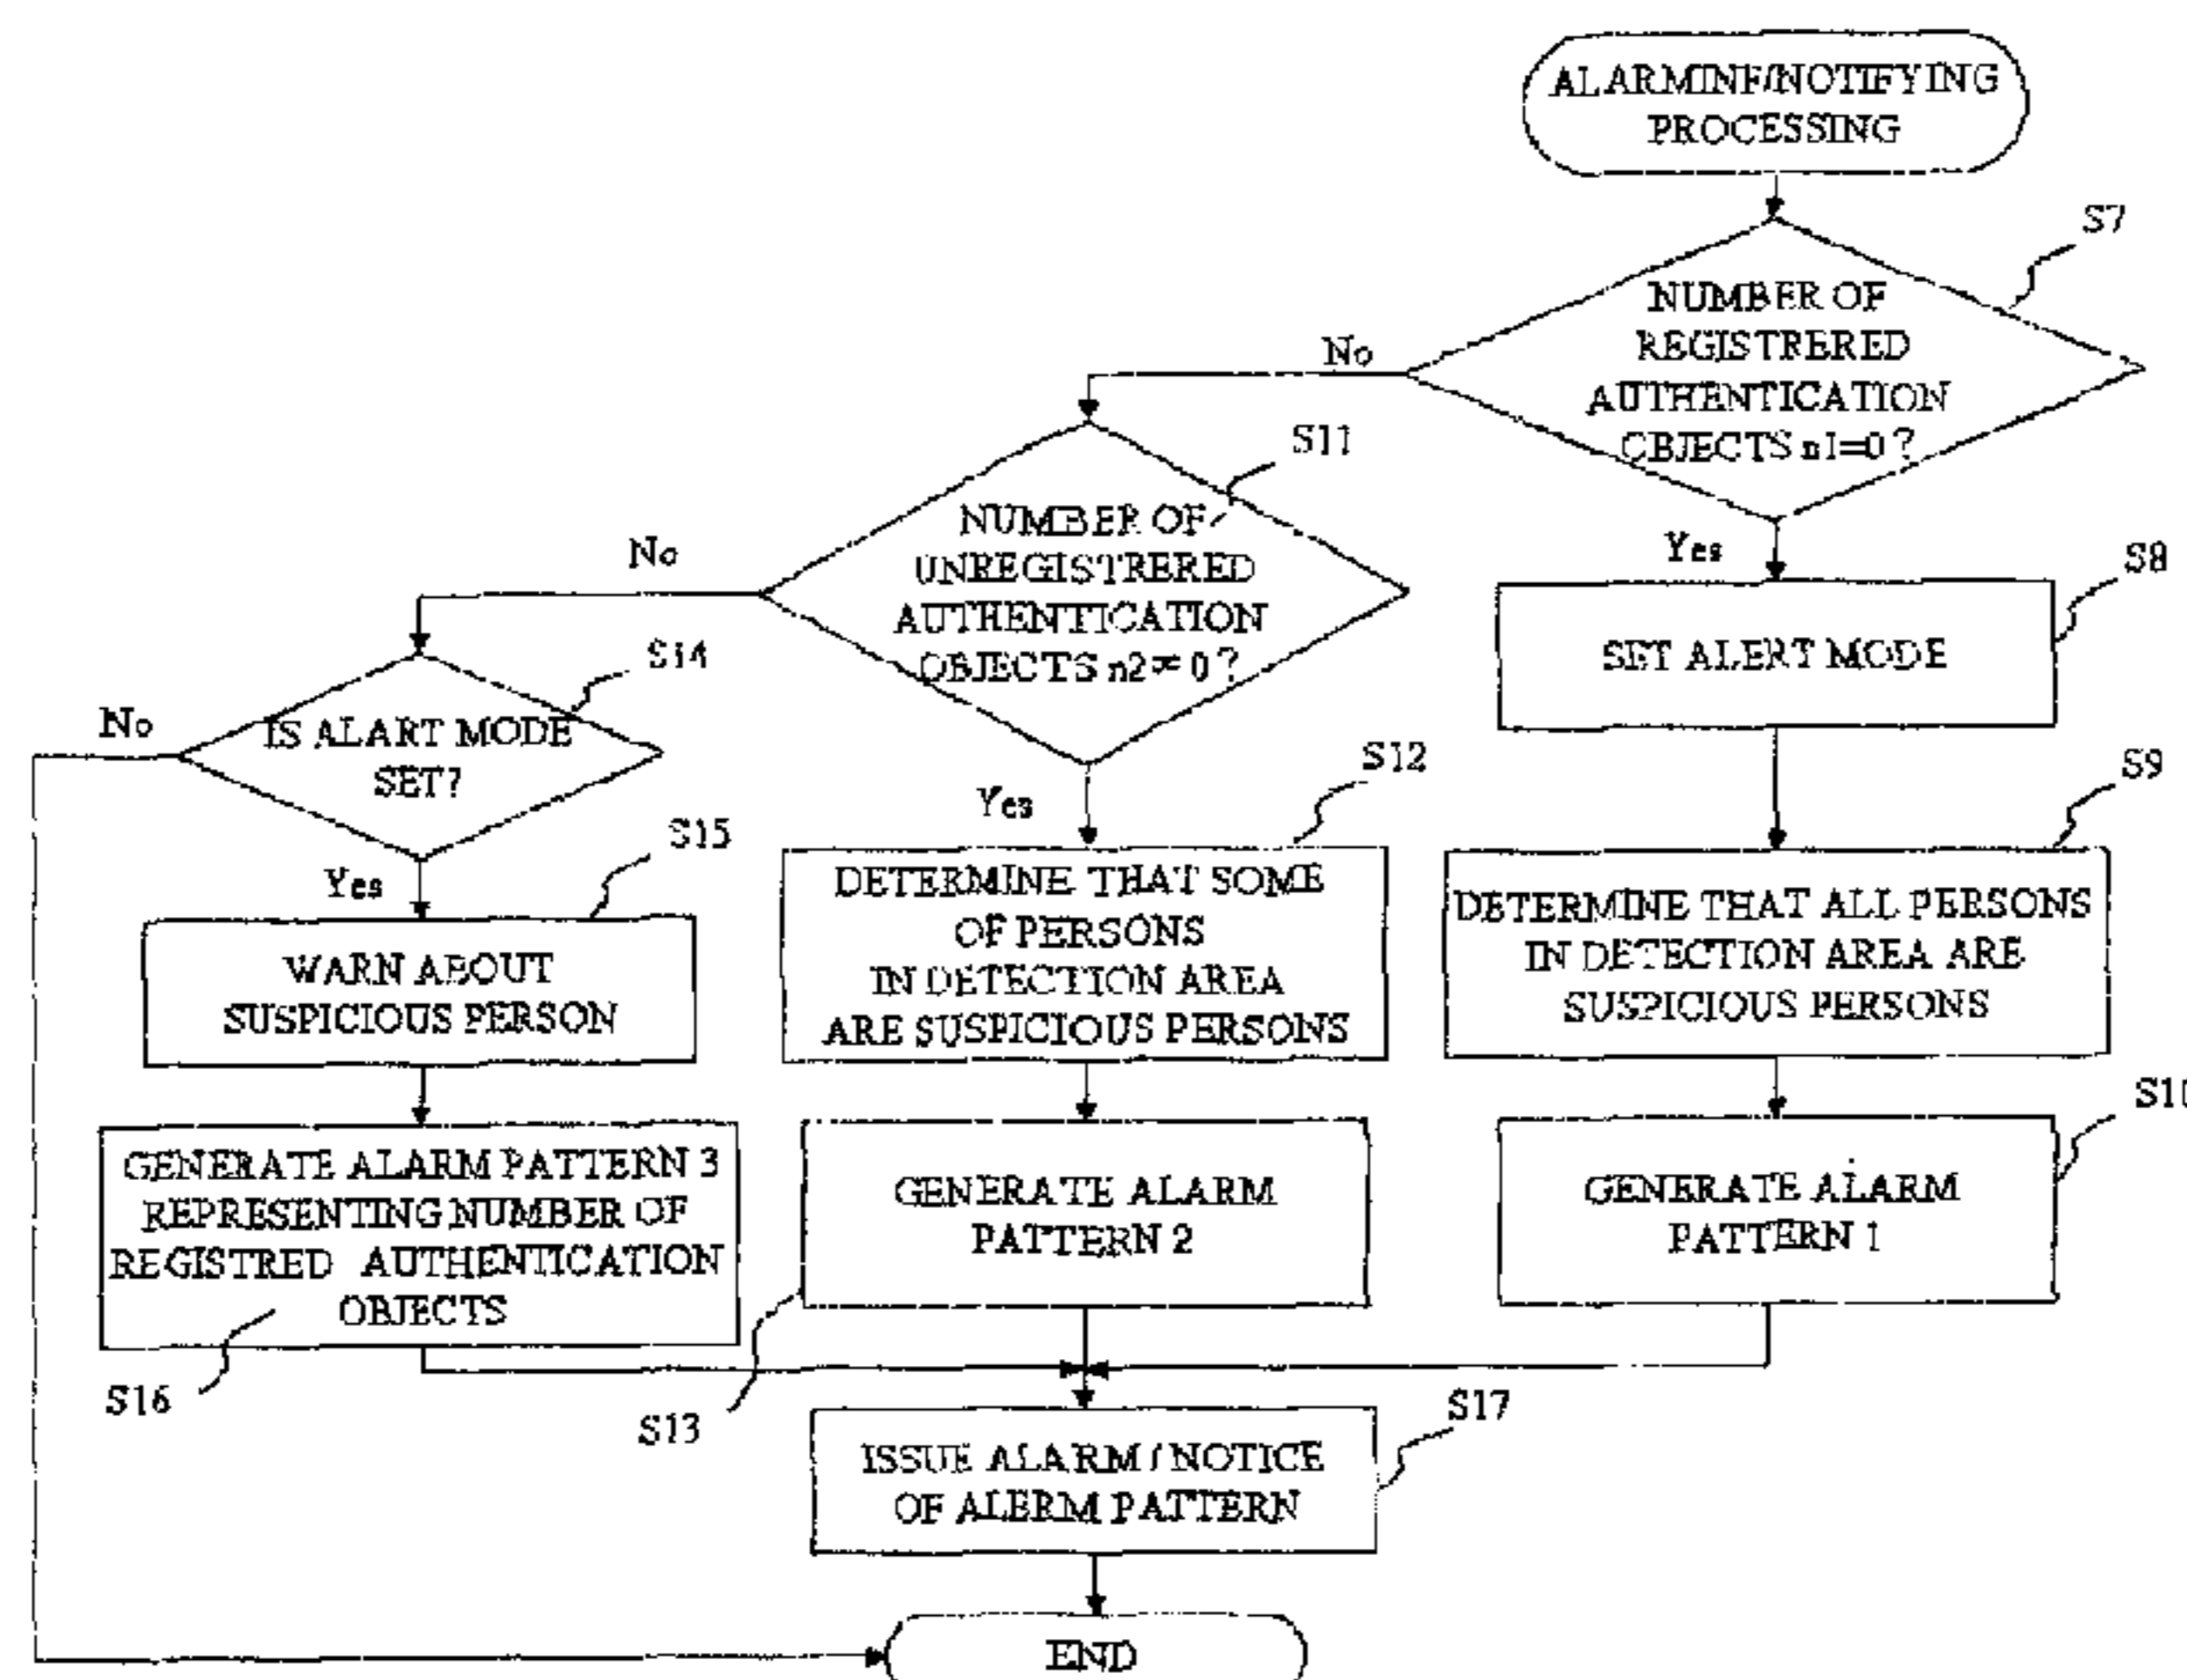 ALARMINF/NOTIFYING
PROCESSING
S7
NUMBER OF
REGISTRERED
AUTHENTICATION
OBJECTS n1=0?
No
Yes
S8
SET ALERT MODE
S9
DETERMINE THAT ALL PERSONS
IN DETECTION AREA ARE
SUSPICIOUS PERSONS
S10
GENERATE ALARM
PATTERN 1
S11
NUMBER OF
UNREGISTRERED
AUTHENTICATION
OBJECTS n2≠0?
No
Yes
S12
DETERMINE THAT SOME
OF PERSONS
IN DETECTION AREA
ARE SUSPICIOUS PERSONS
GENERATE ALARM
PATTERN 2
S13
S14
IS ALART MODE
SET?
No
Yes
S15
WARN ABOUT
SUSPICIOUS PERSON
GENERATE ALARM PATTERN 3
REPRESENTING NUMBER OF
REGISTRED AUTHENTICATION
OBJECTS
S16
S17
ISSUE ALARM / NOTICE
OF ALERM PATTERN
END